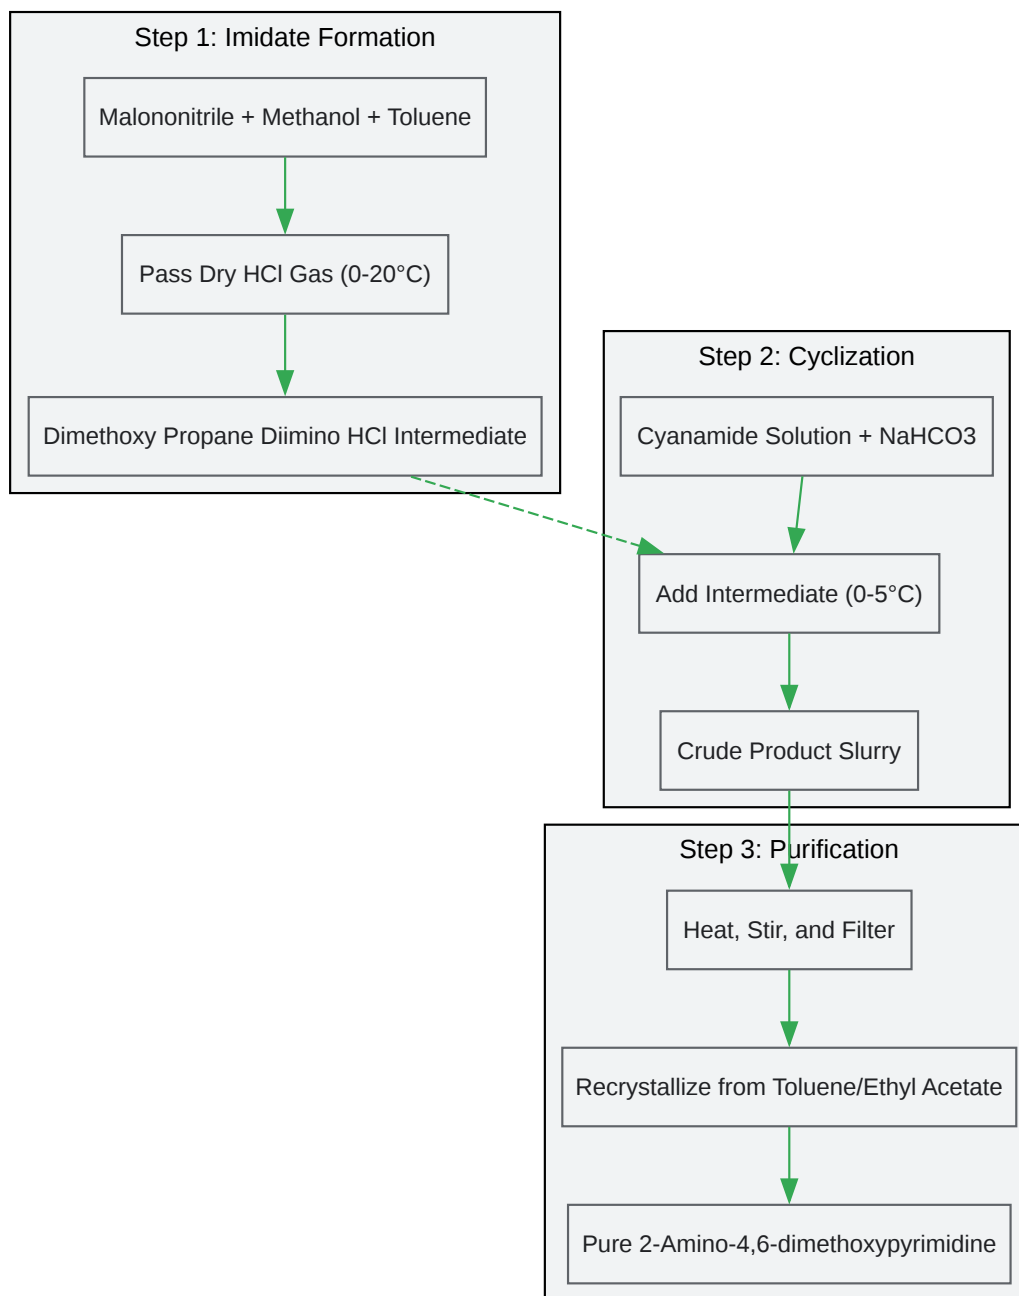 Step 1: Imidate Formation
Malononitrile + Methanol + Toluene
Pass Dry HCl Gas (0-20°C)
Dimethoxy Propane Diimino HCl Intermediate
Step 2: Cyclization
Cyanamide Solution + NaHCO3
Add Intermediate (0-5°C)
Crude Product Slurry
Step 3: Purification
Heat, Stir, and Filter
Recrystallize from Toluene/Ethyl Acetate
Pure 2-Amino-4,6-dimethoxypyrimidine